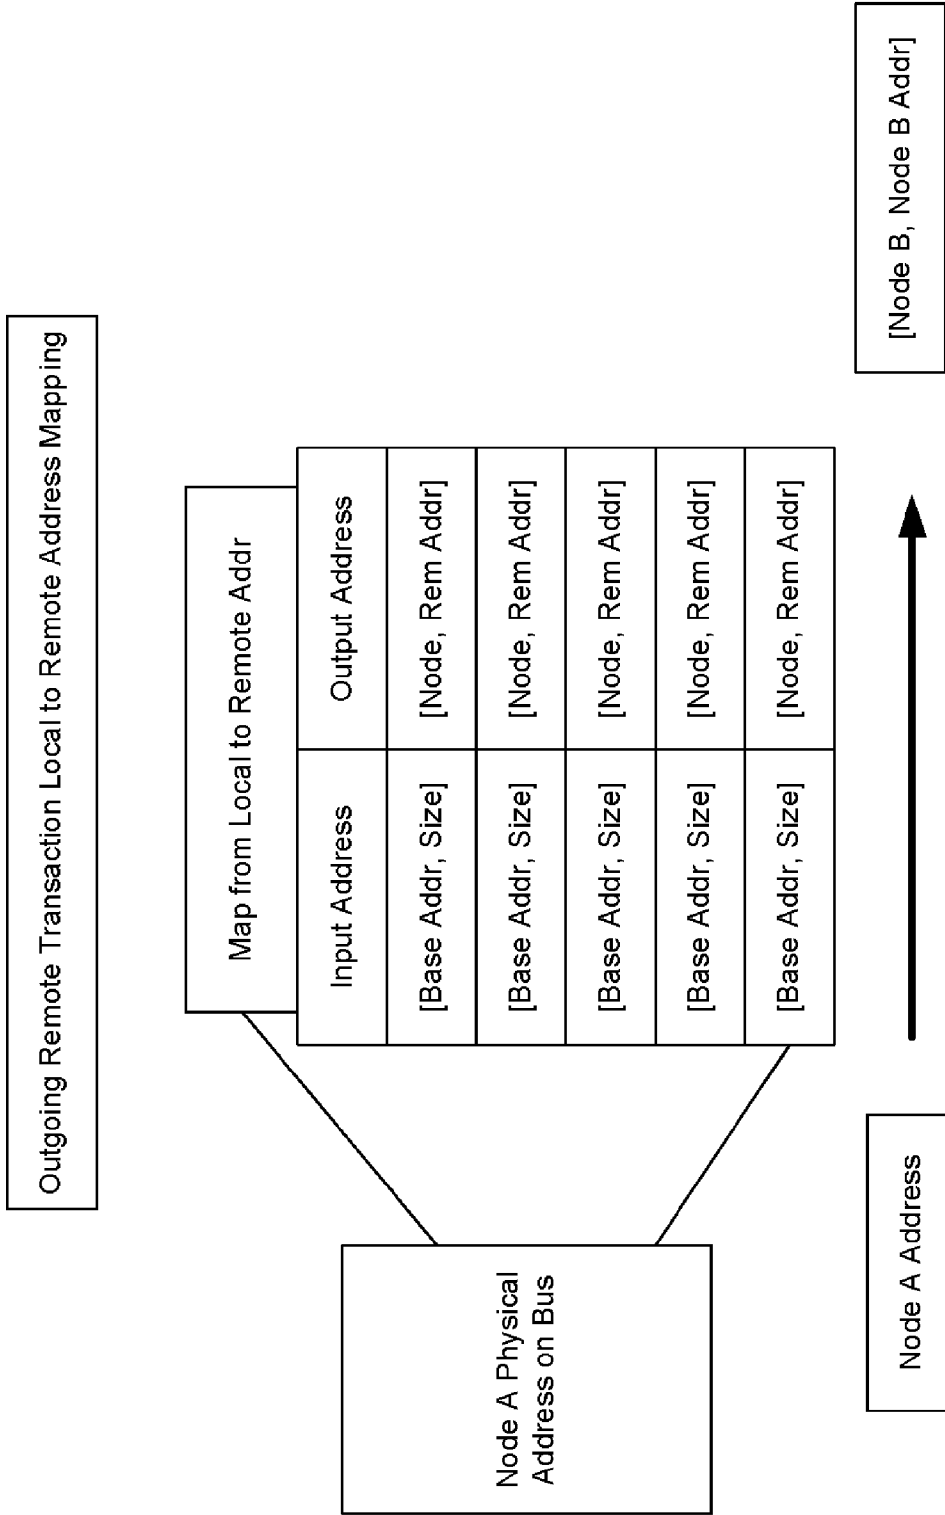 Outgoing Remote Transaction Local to Remote Address Mapping
Map from Local to Remote Addr
Input Address
Output Address
[Base Addr, Size]
[Node, Rem Addr]
[Base Addr, Size]
[Node, Rem Addr]
[Base Addr, Size]
[Node, Rem Addr]
[Base Addr, Size]
[Node, Rem Addr]
[Base Addr, Size]
[Node, Rem Addr]
Node A Physical
Address on Bus
Node A Address
[Node B, Node B Addr]